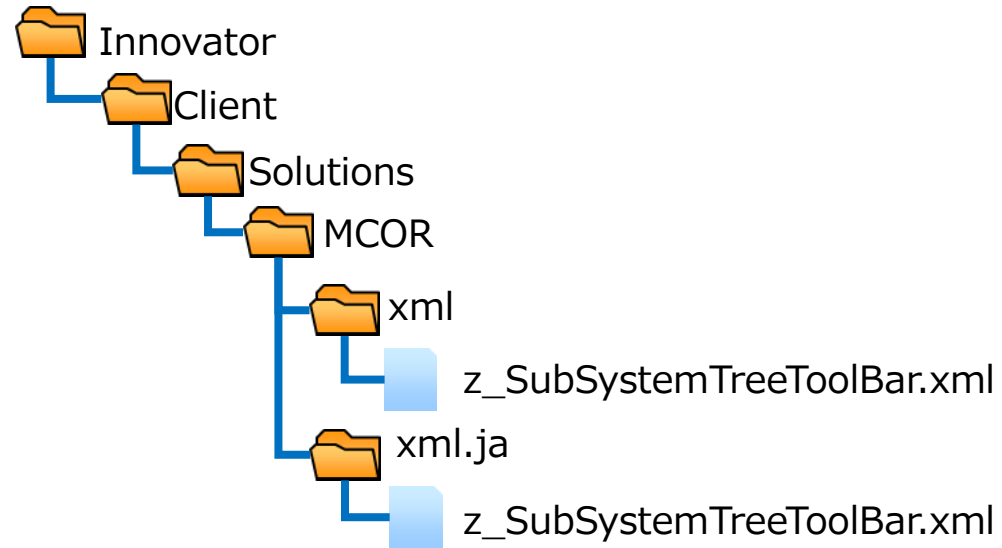 Innovator
Client
Solutions
MCOR
xml
z_SubSystemTreeToolBar.xml
xml.ja
z_SubSystemTreeToolBar.xml